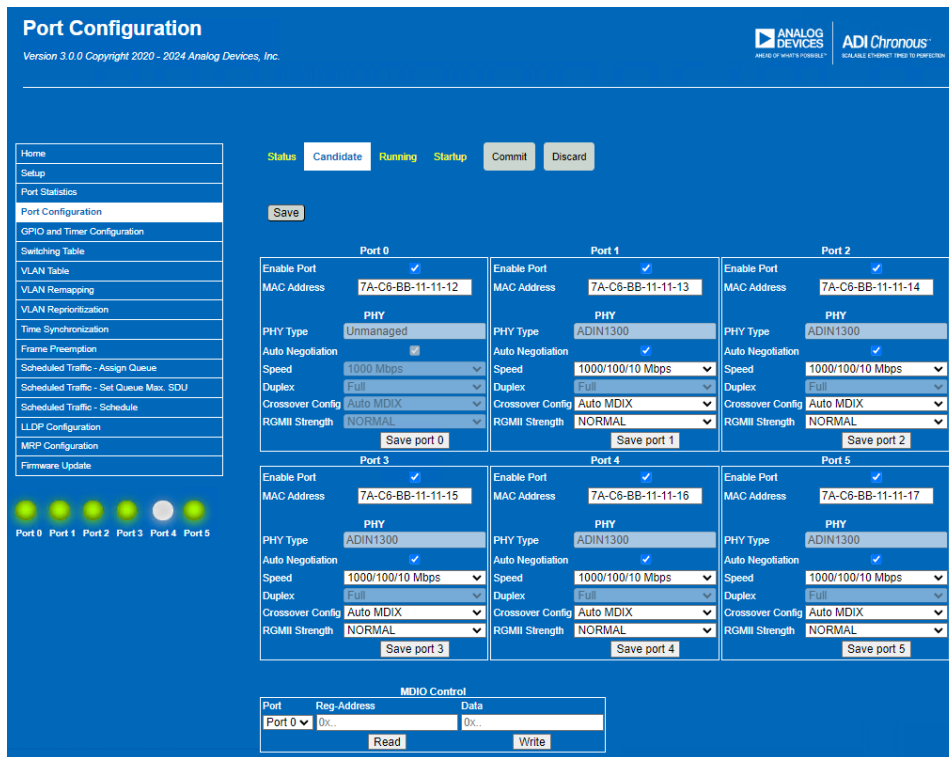 Port Configuration
Version 3.0.0 Copyright 2020 - 2024 Analog Devices, Inc.
ANALOG
DEVICES
AHEAD OF WHAT'S POSSIBLE™
ADI Chronous™
SCALABLE ETHERNET TIMED TO PERFECTION
Home
Setup
Port Statistics
Port Configuration
GPIO and Timer Configuration
Switching Table
VLAN Table
VLAN Remapping
VLAN Reprioritization
Time Synchronization
Frame Preemption
Scheduled Traffic - Assign Queue
Scheduled Traffic - Set Queue Max. SDU
Scheduled Traffic - Schedule
LLDP Configuration
MRP Configuration
Firmware Update
Port 0 Port 1 Port 2 Port 3 Port 4 Port 5
Status Candidate Running Startup Commit Discard
Save
Port 0
Enable Port
MAC Address 7A-C6-BB-11-11-12
PHY
PHY Type Unmanaged
Auto Negotiation
Speed 1000 Mbps
Duplex Full
Crossover Config Auto MDIX
RGMII Strength NORMAL
Save port 0
Port 1
Enable Port
MAC Address 7A-C6-BB-11-11-13
PHY
PHY Type ADIN1300
Auto Negotiation
Speed 1000/100/10 Mbps
Duplex Full
Crossover Config Auto MDIX
RGMII Strength NORMAL
Save port 1
Port 2
Enable Port
MAC Address 7A-C6-BB-11-11-14
PHY
PHY Type ADIN1300
Auto Negotiation
Speed 1000/100/10 Mbps
Duplex Full
Crossover Config Auto MDIX
RGMII Strength NORMAL
Save port 2
Port 3
Enable Port
MAC Address 7A-C6-BB-11-11-15
PHY
PHY Type ADIN1300
Auto Negotiation
Speed 1000/100/10 Mbps
Duplex Full
Crossover Config Auto MDIX
RGMII Strength NORMAL
Save port 3
Port 4
Enable Port
MAC Address 7A-C6-BB-11-11-16
PHY
PHY Type ADIN1300
Auto Negotiation
Speed 1000/100/10 Mbps
Duplex Full
Crossover Config Auto MDIX
RGMII Strength NORMAL
Save port 4
Port 5
Enable Port
MAC Address 7A-C6-BB-11-11-17
PHY
PHY Type ADIN1300
Auto Negotiation
Speed 1000/100/10 Mbps
Duplex Full
Crossover Config Auto MDIX
RGMII Strength NORMAL
Save port 5
MDIO Control
Port Reg-Address Data
Port 0 0x.. 0x..
Read Write